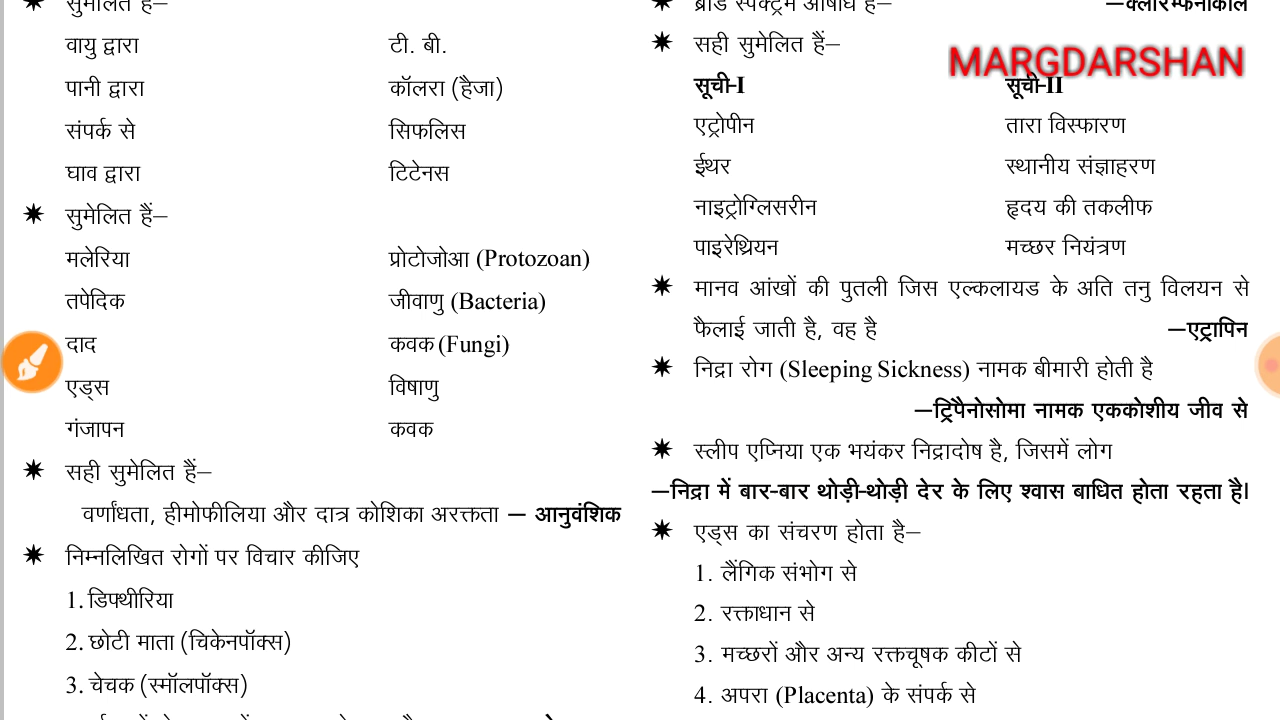 सुमेलित हैं–
वायु द्वारा टी. बी.
पानी द्वारा कॉलरा (हैजा)
संपर्क से सिफलिस
घाव द्वारा टिटेनस
✷ सुमेलित हैं–
मलेरिया प्रोटोजोआ (Protozoan)
तपेदिक जीवाणु (Bacteria)
दाद कवक (Fungi)
एड्स विषाणु
गंजापन कवक
✷ सही सुमेलित हैं–
वर्णांधता, हीमोफीलिया और दात्र कोशिका अरक्तता – आनुवंशिक
✷ निम्नलिखित रोगों पर विचार कीजिए
1. डिफ्थीरिया
2. छोटी माता (चिकेनपॉक्स)
3. चेचक (स्मॉलपॉक्स)
ब्रॉड स्पेक्ट्रम औषधि है– –क्लोरेम्फेनीकॉल
✷ सही सुमेलित हैं–
MARGDARSHAN
सूची-I सूची-II
एट्रोपीन तारा विस्फारण
ईथर स्थानीय संज्ञाहरण
नाइट्रोग्लिसरीन हृदय की तकलीफ
पाइरेथ्रियन मच्छर नियंत्रण
✷ मानव आंखों की पुतली जिस एल्कलायड के अति तनु विलयन से
फैलाई जाती है, वह है –एट्रापिन
✷ निद्रा रोग (Sleeping Sickness) नामक बीमारी होती है
–ट्रिपैनोसोमा नामक एककोशीय जीव से
✷ स्लीप एप्निया एक भयंकर निद्रादोष है, जिसमें लोग
–निद्रा में बार-बार थोड़ी-थोड़ी देर के लिए श्वास बाधित होता रहता है।
✷ एड्स का संचरण होता है–
1. लैंगिक संभोग से
2. रक्ताधान से
3. मच्छरों और अन्य रक्तचूषक कीटों से
4. अपरा (Placenta) के संपर्क से